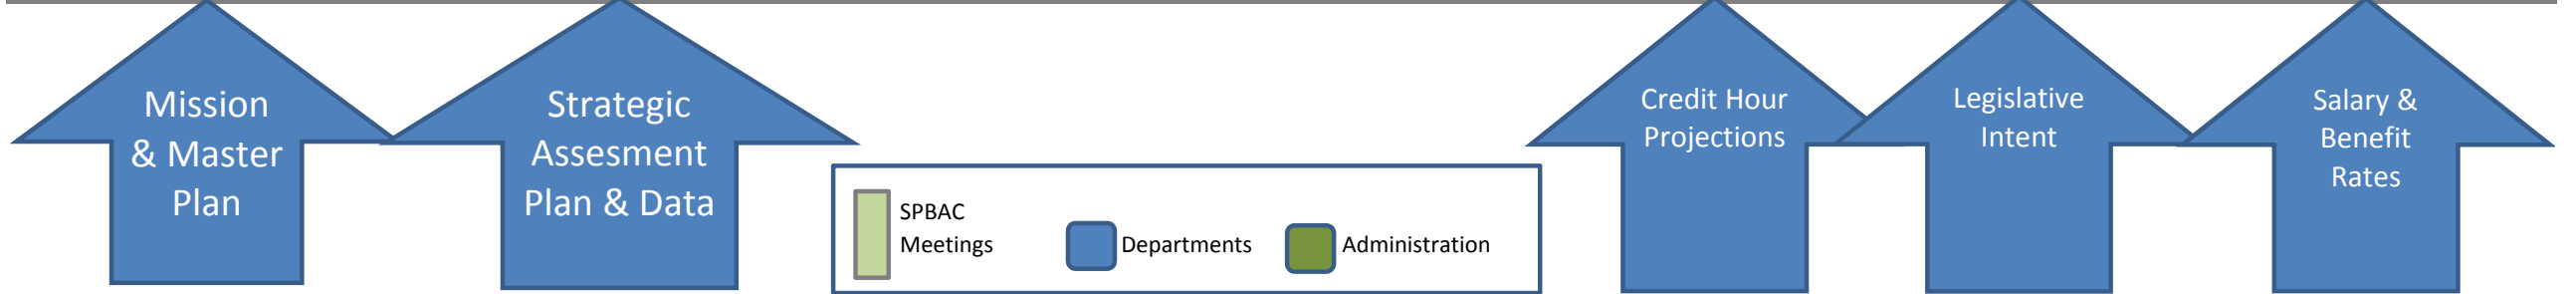 Mission
& Master
Plan
Strategic
Assesment
Plan & Data
SPBAC
Meetings
Departments
Administration
Credit Hour
Projections
Legislative
Intent
Salary &
Benefit
Rates